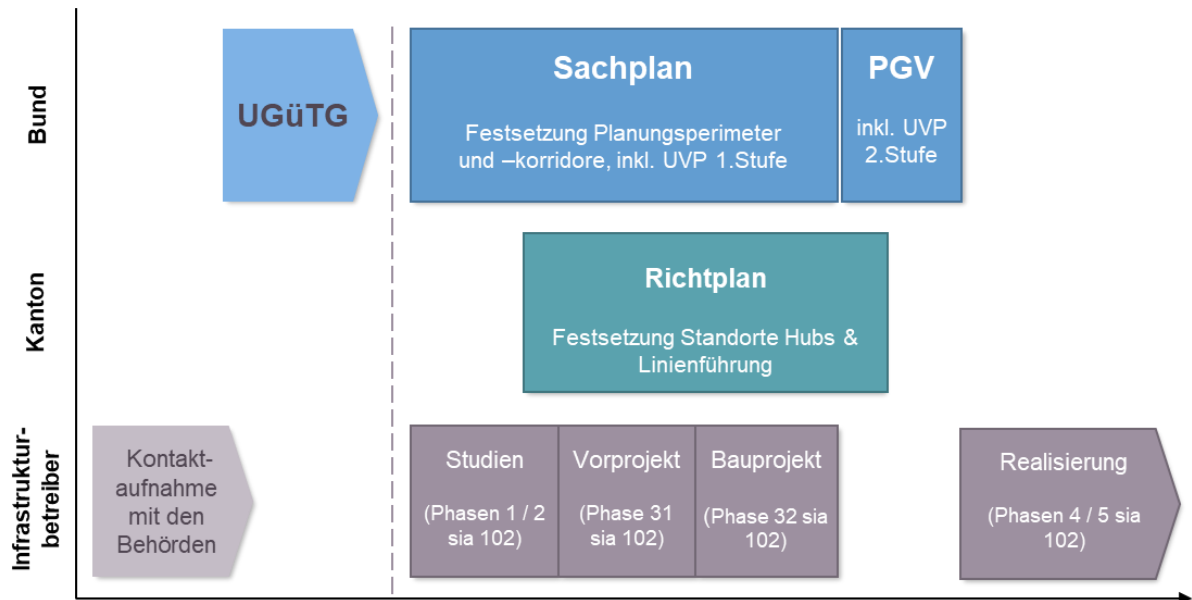 Bund
UGüTG
Sachplan
Festsetzung Planungsperimeter
und –korridore, inkl. UVP 1.Stufe
PGV
inkl. UVP
2.Stufe
Kanton
Richtplan
Festsetzung Standorte Hubs &
Linienführung
Infrastruktur-
betreiber
Kontakt-
aufnahme
mit den
Behörden
Studien
(Phasen 1 / 2
sia 102)
Vorprojekt
(Phase 31
sia 102)
Bauprojekt
(Phase 32 sia
102)
Realisierung
(Phasen 4 / 5 sia
102)